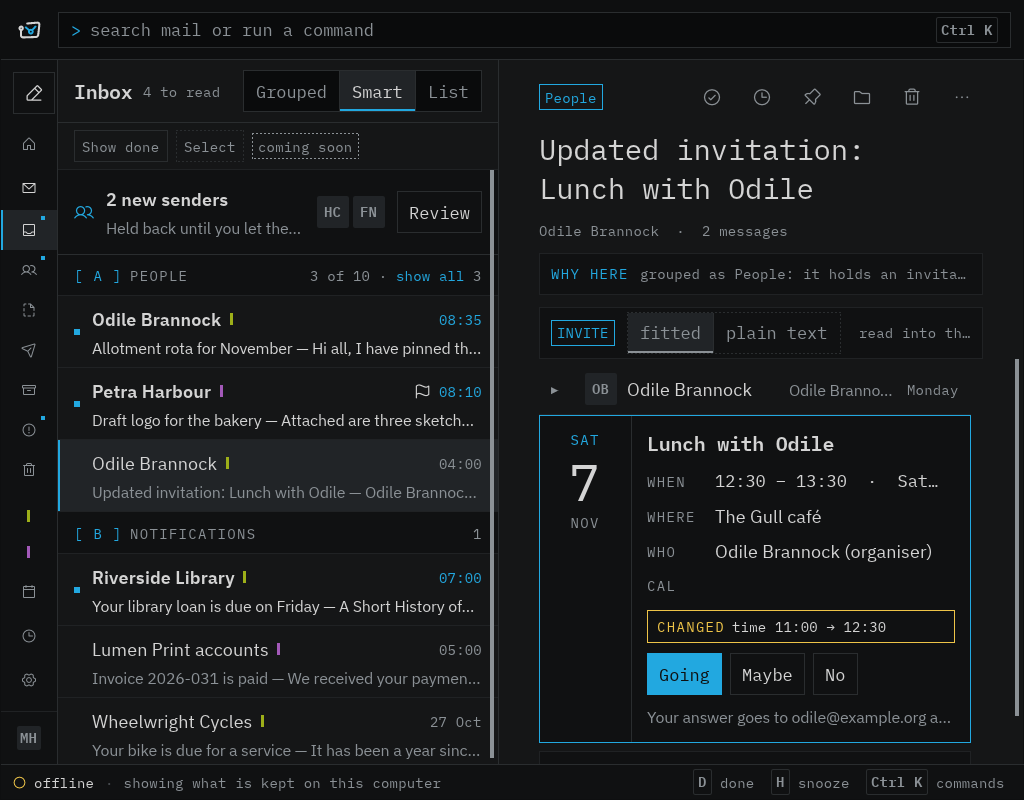 > search mail or run a command Ctrl K
Inbox 4 to read Grouped Smart List
Show done Select coming soon
2 new senders
Held back until you let the… HC FN Review
[ A ] PEOPLE 3 of 10 · show all 3
Odile Brannock 08:35
Allotment rota for November — Hi all, I have pinned th…
Petra Harbour 08:10
Draft logo for the bakery — Attached are three sketch…
Odile Brannock 04:00
Updated invitation: Lunch with Odile — Odile Brannoc…
[ B ] NOTIFICATIONS 1
Riverside Library 07:00
Your library loan is due on Friday — A Short History of…
Lumen Print accounts 05:00
Invoice 2026-031 is paid — We received your paymen…
Wheelwright Cycles 27 Oct
Your bike is due for a service — It has been a year sinc…
MH
People ···
Updated invitation:
Lunch with Odile
Odile Brannock · 2 messages
WHY HERE grouped as People: it holds an invita…
INVITE fitted plain text read into th…
▸ OB Odile Brannock Odile Branno… Monday
SAT
7
NOV
Lunch with Odile
WHEN 12:30 – 13:30 · Sat…
WHERE The Gull café
WHO Odile Brannock (organiser)
CAL
CHANGED time 11:00 → 12:30
Going Maybe No
Your answer goes to odile@example.org a…
offline · showing what is kept on this computer D done H snooze Ctrl K commands